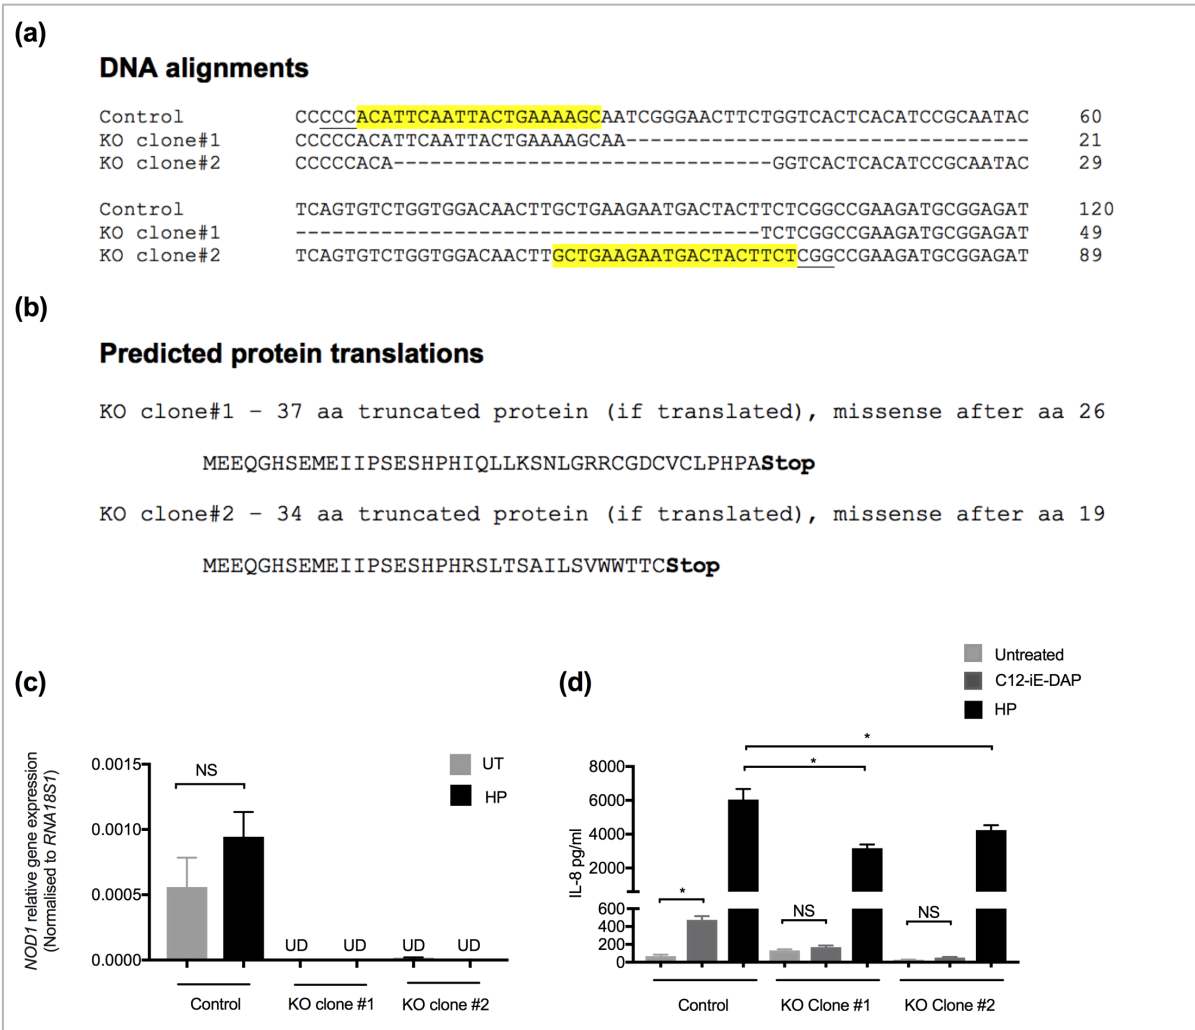 (a)
DNA alignments
Control CCCCCACATTCAATTACTGAAAAGCAATCGGGAACTTCTGGTCACTCACATCCGCAATAC 60
KO clone#1 CCCCCACATTCAATTACTGAAAAGCAA--------------------------------- 21
KO clone#2 CCCCCACA-------------------------------GGTCACTCACATCCGCAATAC 29
Control TCAGTGTCTGGTGGACAACTTGCTGAAGAATGACTACTTCTCGGCCGAAGATGCGGAGAT 120
KO clone#1 --------------------------------------TCTCGGCCGAAGATGCGGAGAT 49
KO clone#2 TCAGTGTCTGGTGGACAACTTGCTGAAGAATGACTACTTCTCGGCCGAAGATGCGGAGAT 89
(b)
Predicted protein translations
KO clone#1 – 37 aa truncated protein (if translated), missense after aa 26
MEEQGHSEMEIIPSESHPHIQLLKSNLGRRCGDCVCLPHPAStop
KO clone#2 – 34 aa truncated protein (if translated), missense after aa 19
MEEQGHSEMEIIPSESHPHRSLTSAILSVWWTTCStop
(c)
NOD1 relative gene expression
(Normalised to RNA18S1)
0.0015
0.0010
0.0005
0.0000
NS
UD UD UD UD
Control KO clone #1 KO clone #2
UT
HP
(d)
Untreated
C12-iE-DAP
HP
IL-8 pg/ml
8000
6000
4000
2000
600
400
200
0
*
*
*
NS
NS
Control KO Clone #1 KO Clone #2